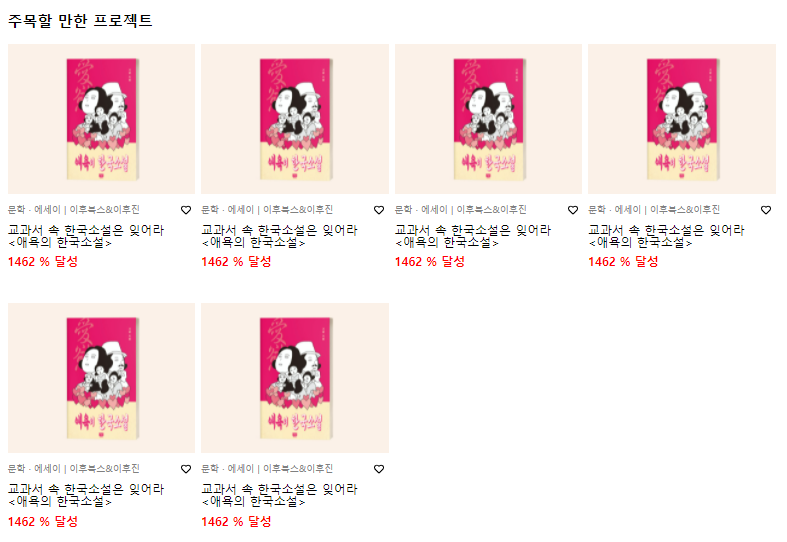 주목할 만한 프로젝트
愛
애욕의 한국소설
愛
애욕의 한국소설
愛
애욕의 한국소설
愛
애욕의 한국소설
문학 · 에세이 | 이후북스&이후진
문학 · 에세이 | 이후북스&이후진
문학 · 에세이 | 이후북스&이후진
문학 · 에세이 | 이후북스&이후진
교과서 속 한국소설은 잊어라
<애욕의 한국소설>
1462 % 달성
교과서 속 한국소설은 잊어라
<애욕의 한국소설>
1462 % 달성
교과서 속 한국소설은 잊어라
<애욕의 한국소설>
1462 % 달성
교과서 속 한국소설은 잊어라
<애욕의 한국소설>
1462 % 달성
愛
애욕의 한국소설
愛
애욕의 한국소설
문학 · 에세이 | 이후북스&이후진
문학 · 에세이 | 이후북스&이후진
교과서 속 한국소설은 잊어라
<애욕의 한국소설>
1462 % 달성
교과서 속 한국소설은 잊어라
<애욕의 한국소설>
1462 % 달성